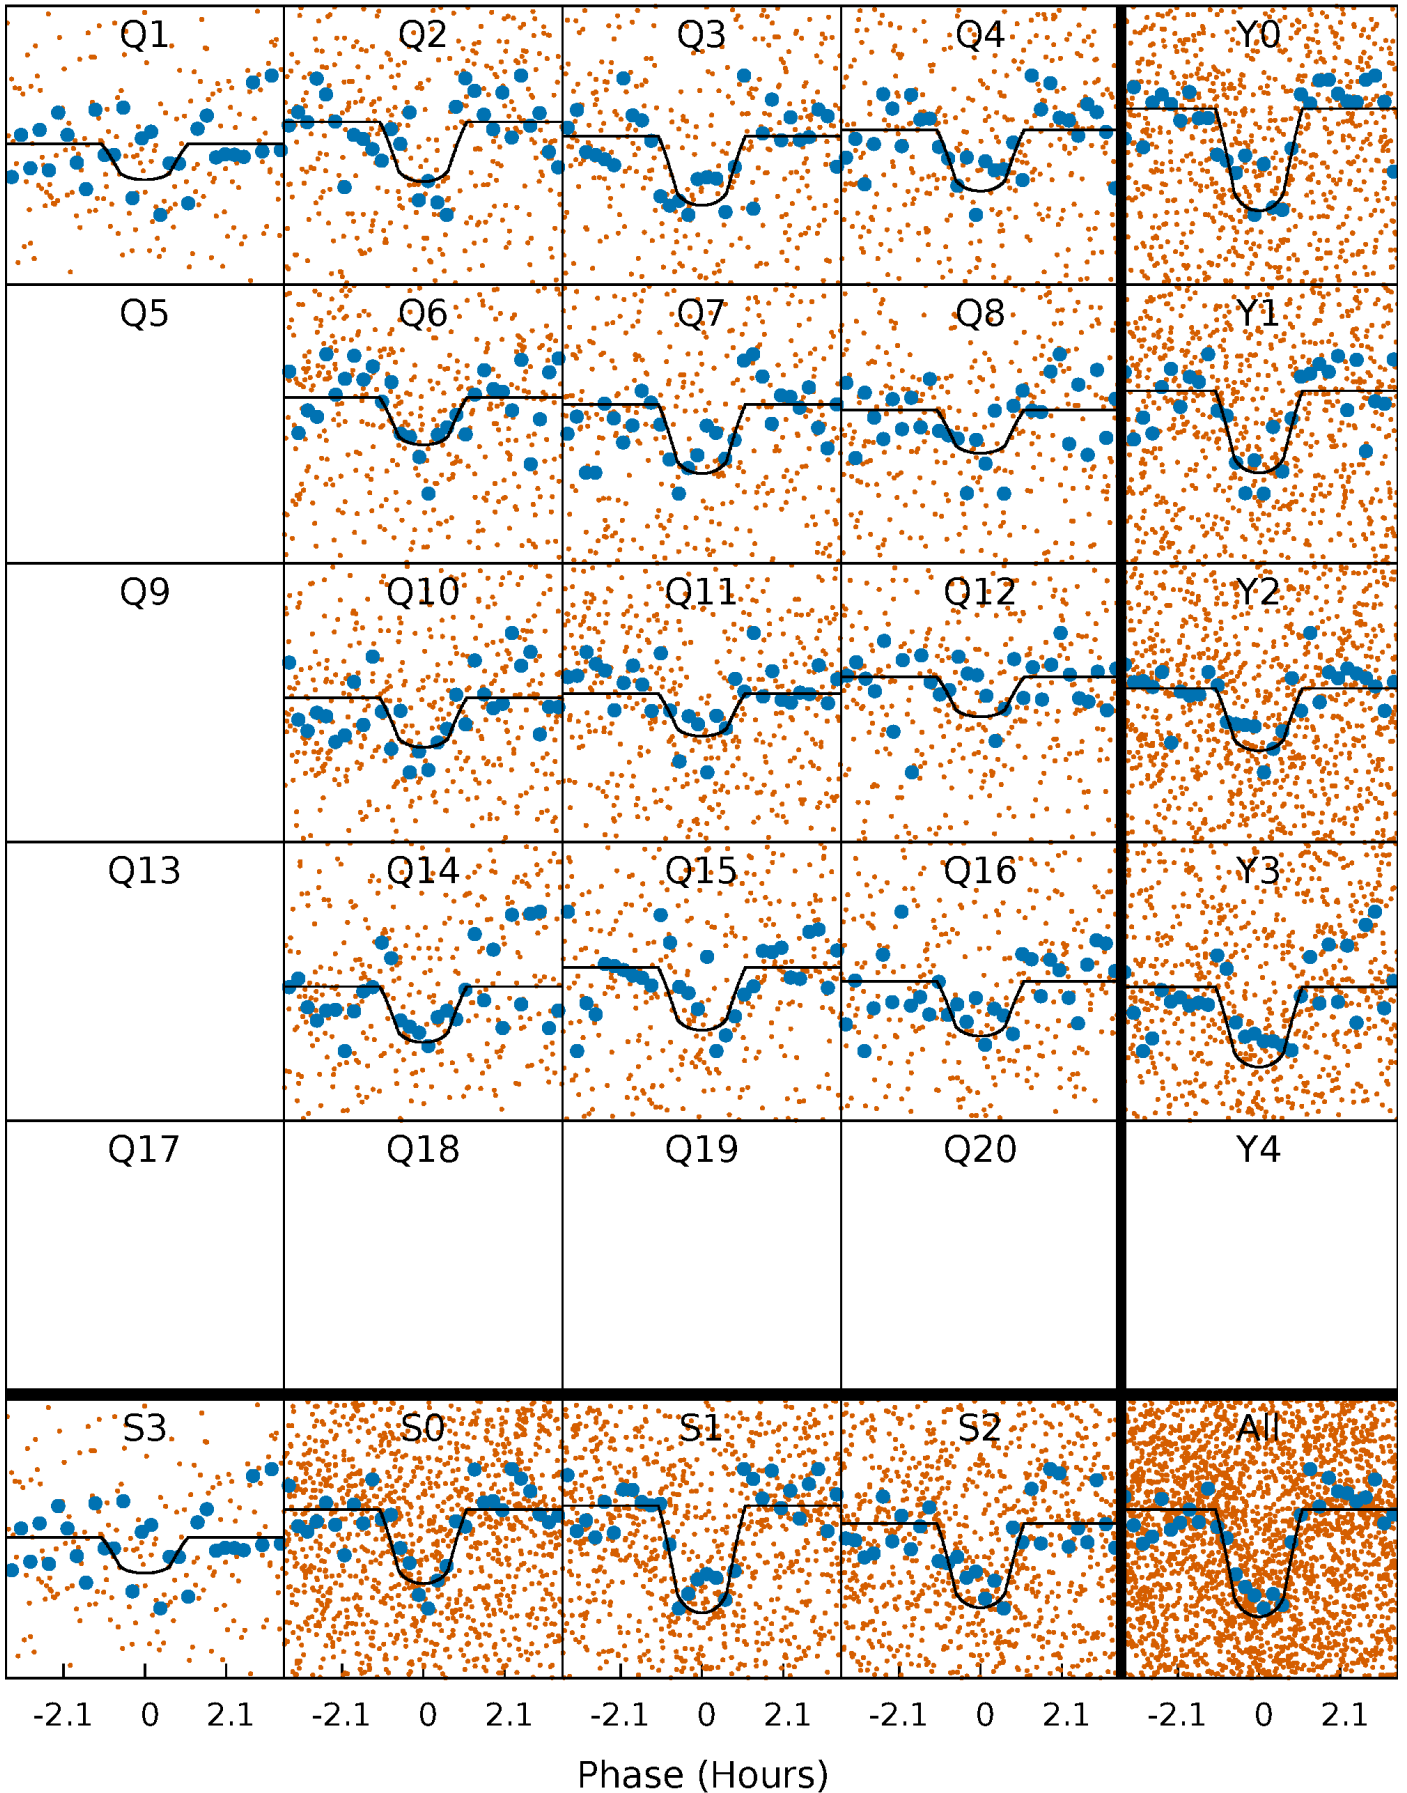 Q1 Q2 Q3 Q4 Y0
Q5 Q6 Q7 Q8 Y1
Q9 Q10 Q11 Q12 Y2
Q13 Q14 Q15 Q16 Y3
Q17 Q18 Q19 Q20 Y4
S3 S0 S1 S2 All
-2.1 0 2.1 -2.1 0 2.1 -2.1 0 2.1 -2.1 0 2.1 -2.1 0 2.1
Phase (Hours)